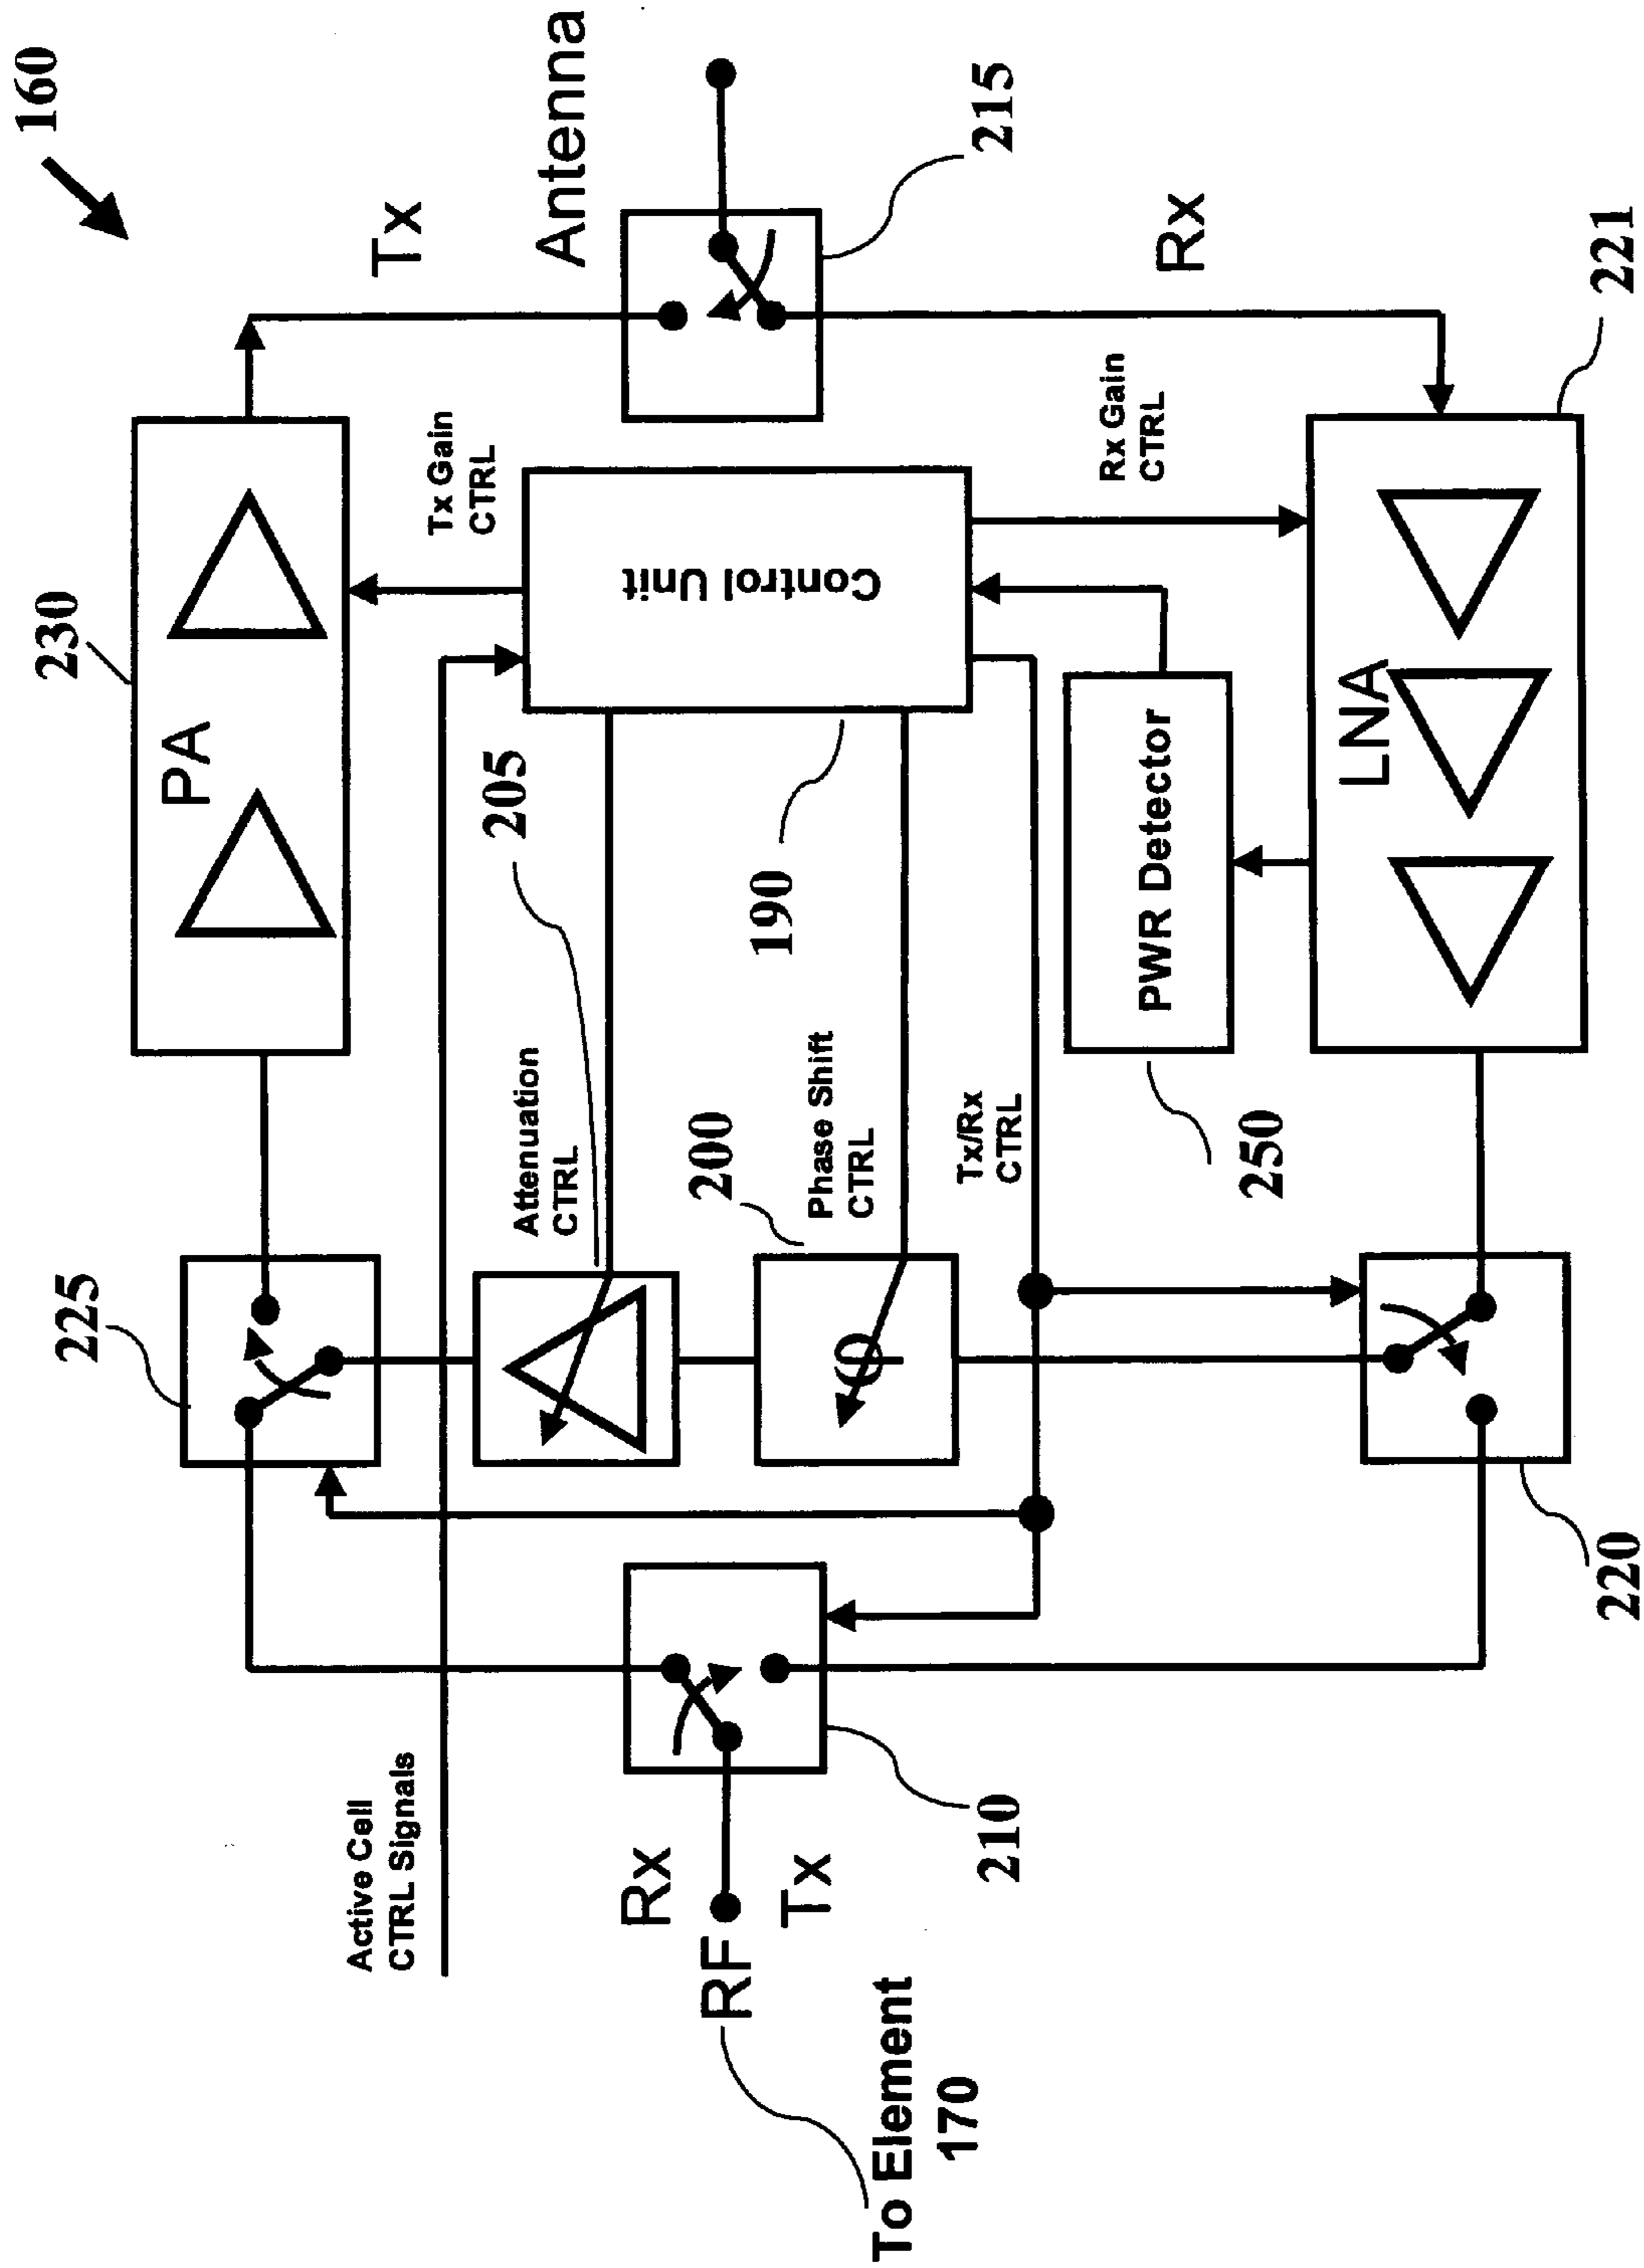 160
Tx
Antenna
215
Rx
221
230
PA
Tx Gain
CTRL
Control Unit
Rx Gain
CTRL
205
190
PWR Detector
LNA
225
Attenuation
CTRL
200
Phase Shift
CTRL
φ
Tx/Rx
CTRL
250
220
Active Cell
CTRL Signals
Rx
RF
Tx
210
To Element
170